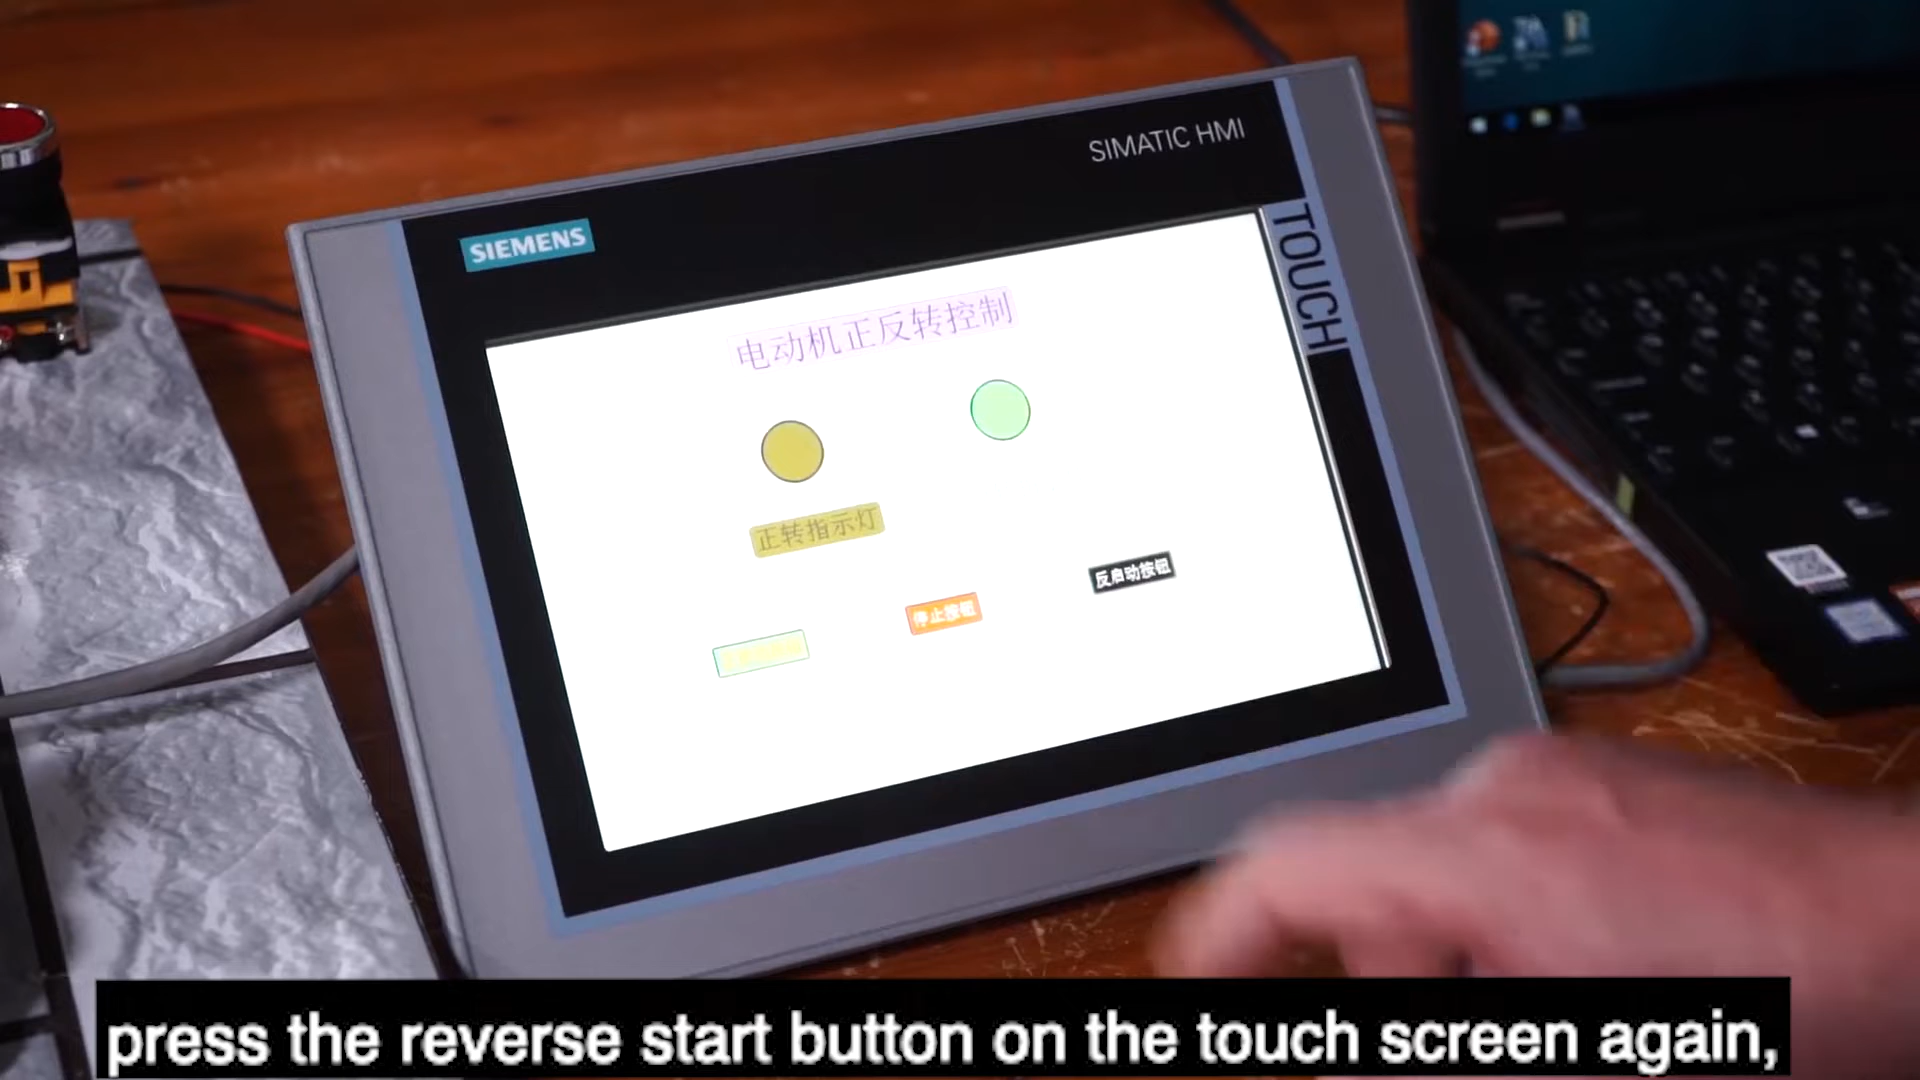 SIMATIC HMI
SIEMENS
TOUCH
电动机正反转控制
正转指示灯
反启动按钮
停止按钮
press the reverse start button on the touch screen again,